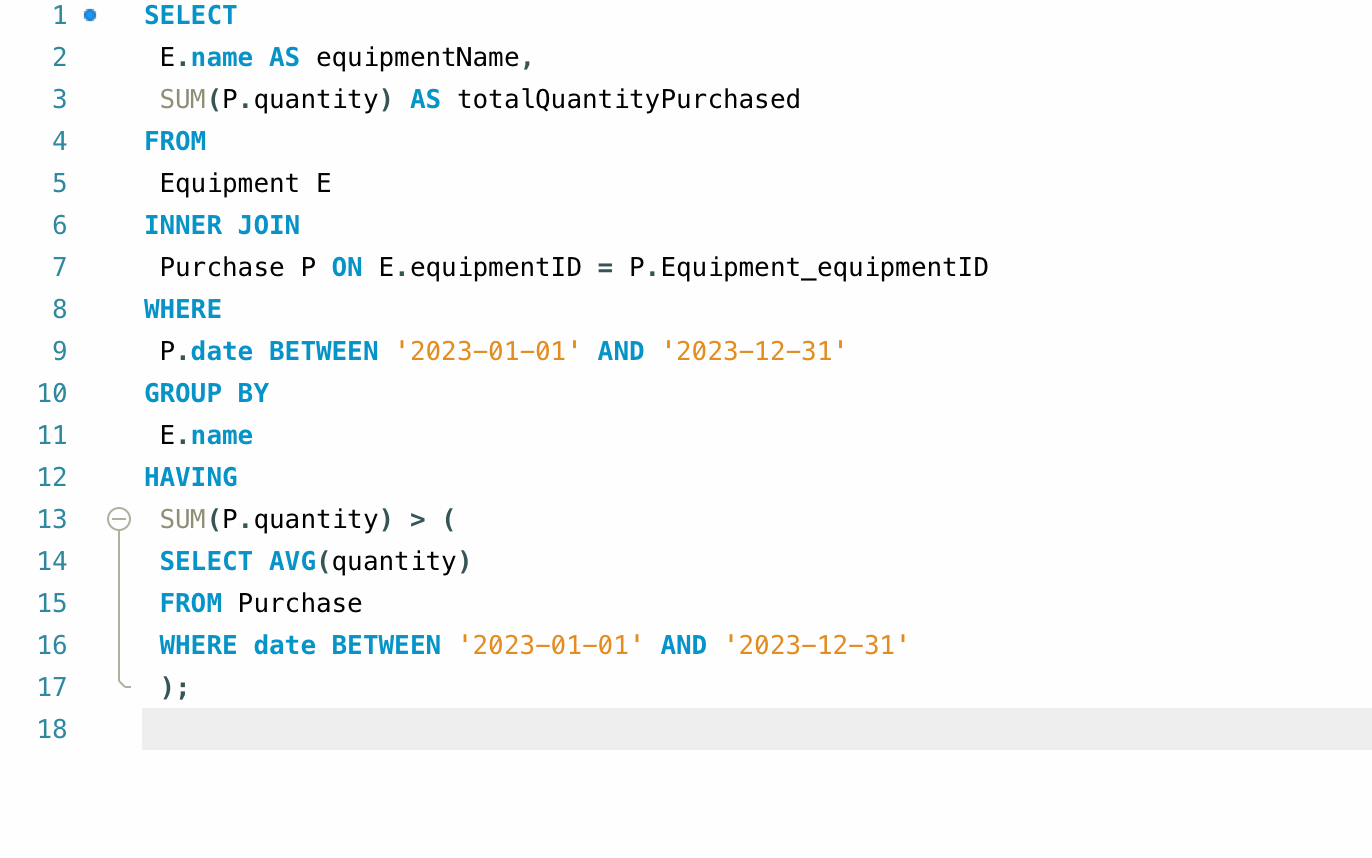 1 SELECT
2 E.name AS equipmentName,
3 SUM(P.quantity) AS totalQuantityPurchased
4 FROM
5 Equipment E
6 INNER JOIN
7 Purchase P ON E.equipmentID = P.Equipment_equipmentID
8 WHERE
9 P.date BETWEEN '2023-01-01' AND '2023-12-31'
10 GROUP BY
11 E.name
12 HAVING
13 SUM(P.quantity) > (
14 SELECT AVG(quantity)
15 FROM Purchase
16 WHERE date BETWEEN '2023-01-01' AND '2023-12-31'
17 );
18